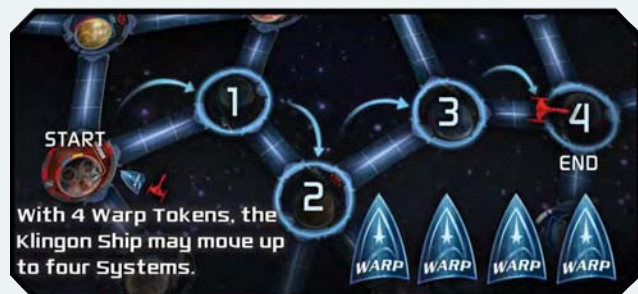 1
3
4
START
END
2
With 4 Warp Tokens, the
Klingon Ship may move up
to four Systems.
WARP WARP WARP WARP